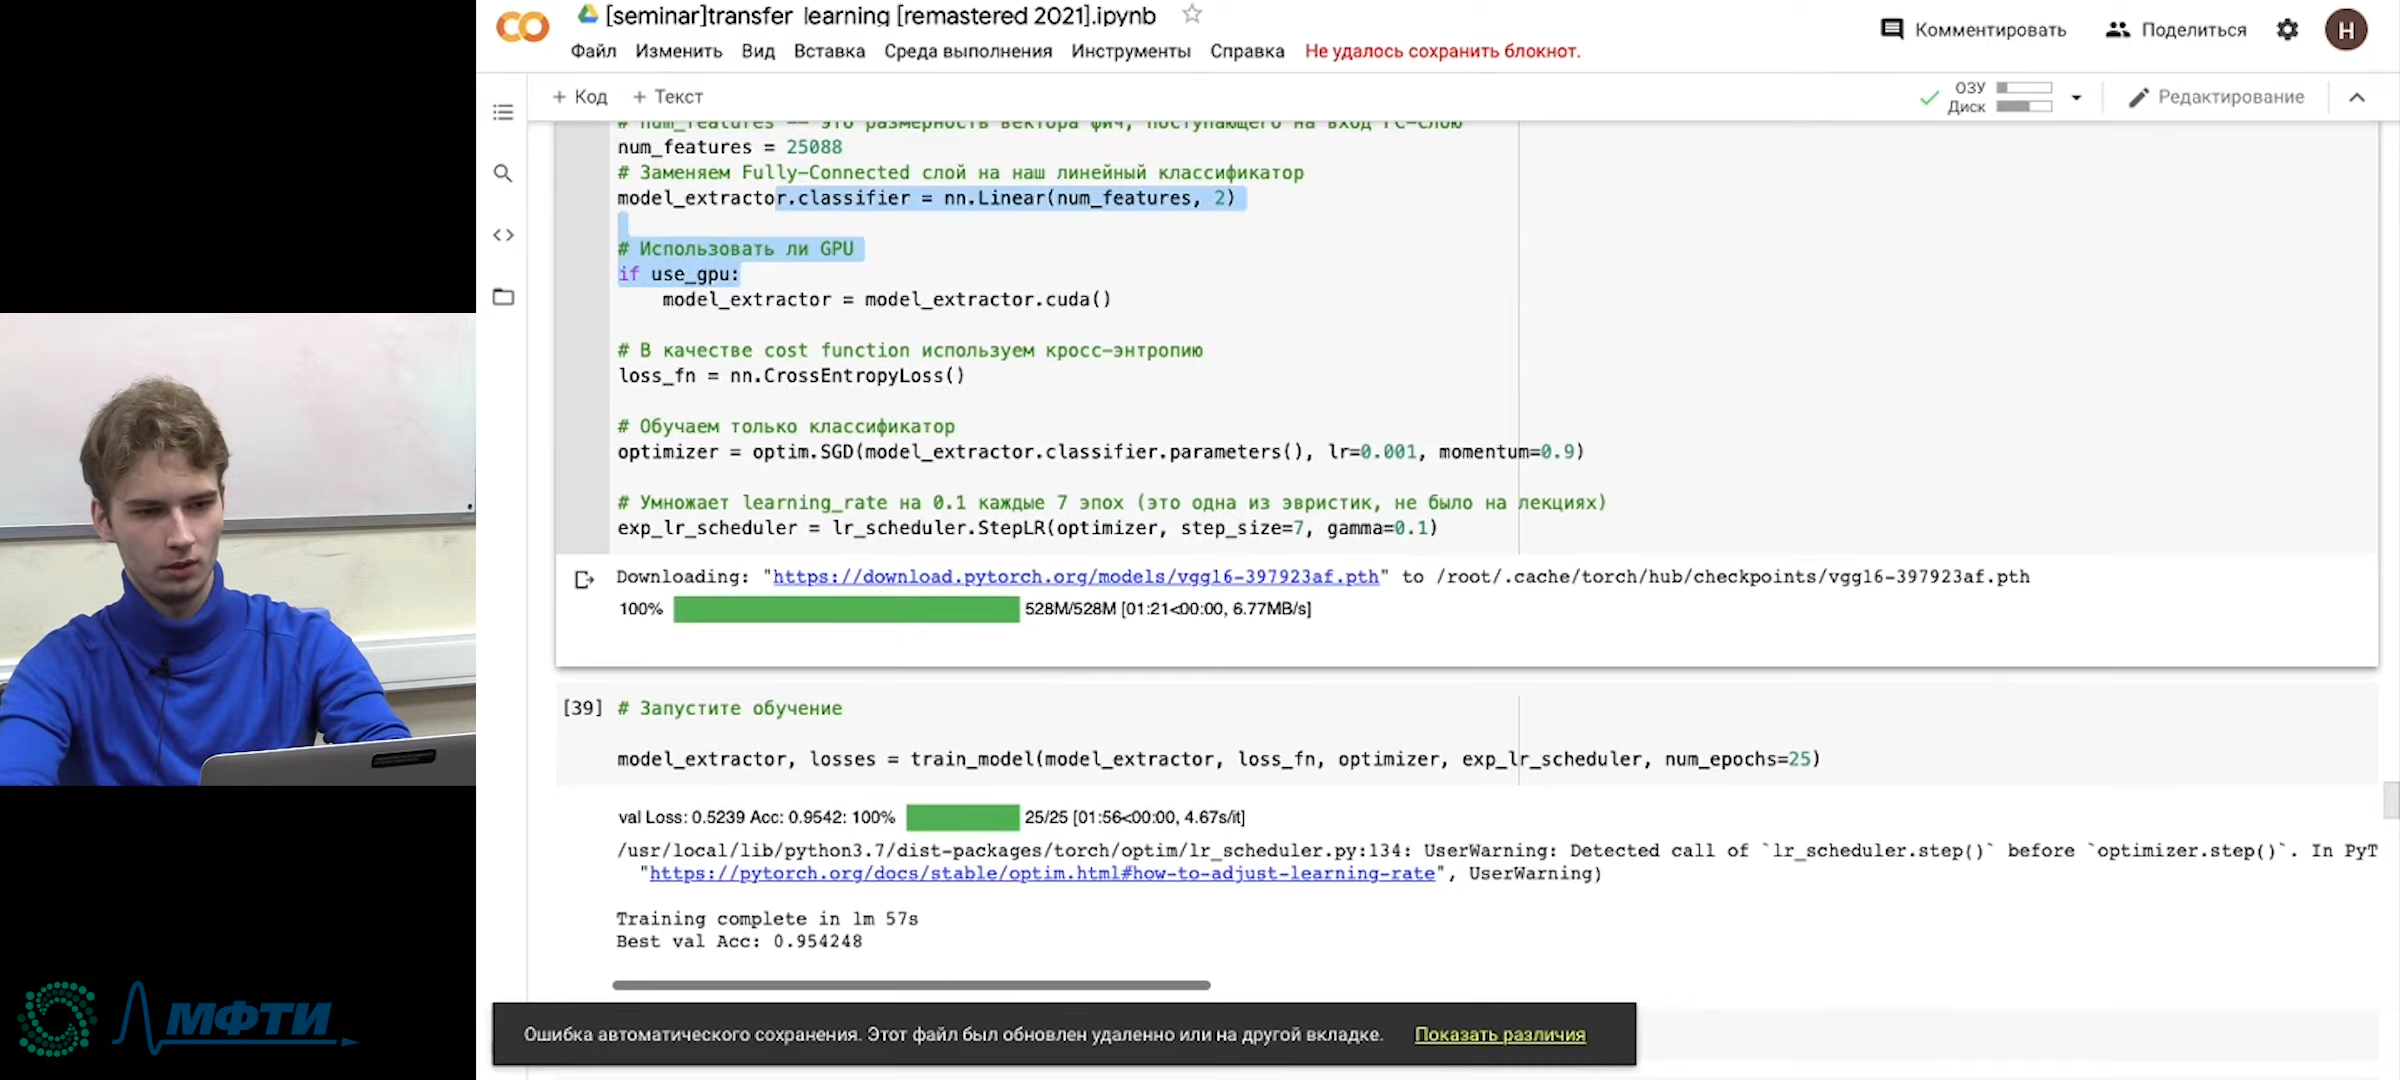 [seminar]transfer learning [remastered 2021].ipynb
Файл Изменить Вид Вставка Среда выполнения Инструменты Справка Не удалось сохранить блокнот.
Комментировать Поделиться Н
+ Код + Текст
ОЗУ
Диск
Редактирование
# num_features -- это размерность вектора фич, поступающего на вход FC-слою
num_features = 25088
# Заменяем Fully-Connected слой на наш линейный классификатор
model_extractor.classifier = nn.Linear(num_features, 2)
# Использовать ли GPU
if use_gpu:
model_extractor = model_extractor.cuda()
# В качестве cost function используем кросс-энтропию
loss_fn = nn.CrossEntropyLoss()
# Обучаем только классификатор
optimizer = optim.SGD(model_extractor.classifier.parameters(), lr=0.001, momentum=0.9)
# Умножает learning_rate на 0.1 каждые 7 эпох (это одна из эвристик, не было на лекциях)
exp_lr_scheduler = lr_scheduler.StepLR(optimizer, step_size=7, gamma=0.1)
Downloading: "https://download.pytorch.org/models/vgg16-397923af.pth" to /root/.cache/torch/hub/checkpoints/vgg16-397923af.pth
100% 528M/528M [01:21<00:00, 6.77MB/s]
[39] # Запустите обучение
model_extractor, losses = train_model(model_extractor, loss_fn, optimizer, exp_lr_scheduler, num_epochs=25)
val Loss: 0.5239 Acc: 0.9542: 100% 25/25 [01:56<00:00, 4.67s/it]
/usr/local/lib/python3.7/dist-packages/torch/optim/lr_scheduler.py:134: UserWarning: Detected call of `lr_scheduler.step()` before `optimizer.step()`. In PyT
"https://pytorch.org/docs/stable/optim.html#how-to-adjust-learning-rate", UserWarning)
Training complete in 1m 57s
Best val Acc: 0.954248
Ошибка автоматического сохранения. Этот файл был обновлен удаленно или на другой вкладке. Показать различия
МФТИ